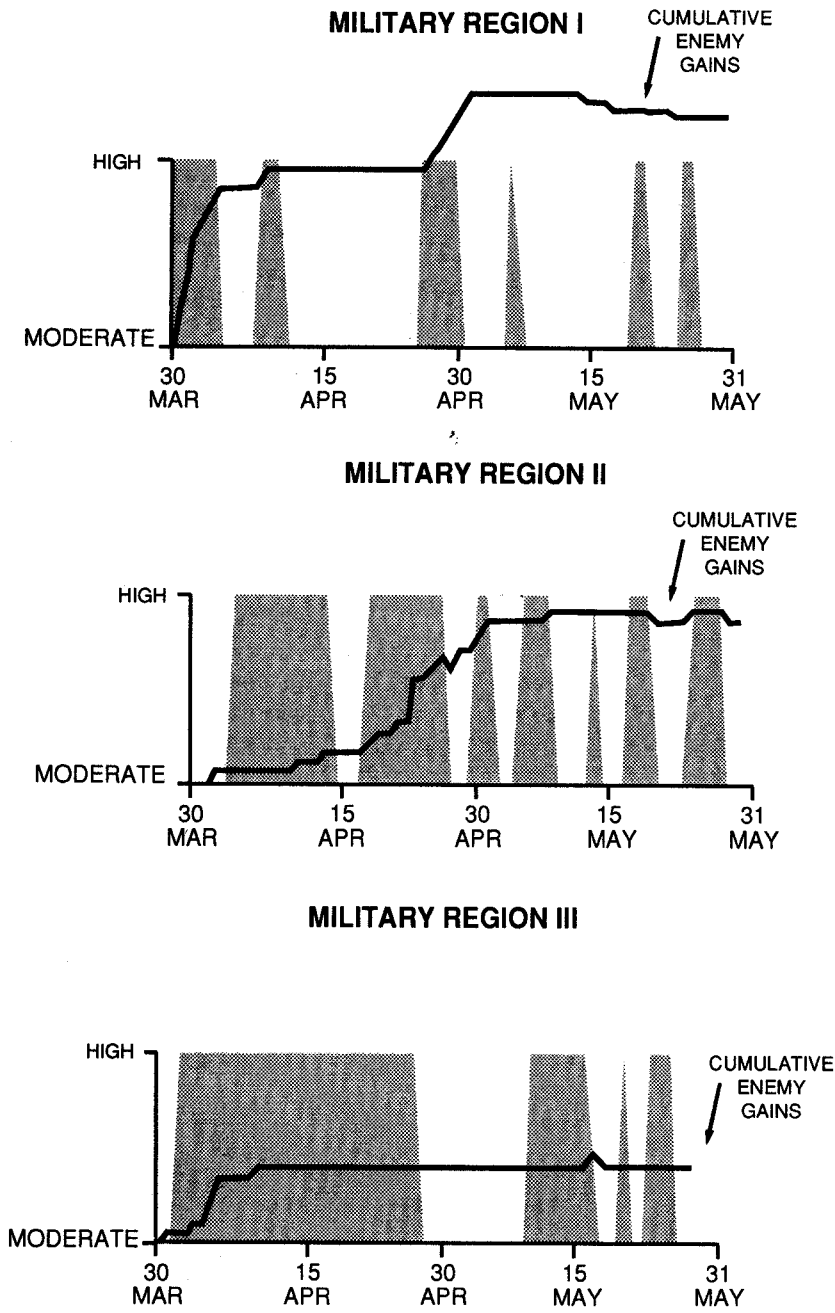 MILITARY REGION I
CUMULATIVE
ENEMY
GAINS
HIGH
MODERATE
30 15 30 15 31
MAR APR APR MAY MAY
MILITARY REGION II
CUMULATIVE
ENEMY
GAINS
HIGH
MODERATE
30 15 30 15 31
MAR APR APR MAY MAY
MILITARY REGION III
HIGH
CUMULATIVE
ENEMY
GAINS
MODERATE
30 15 30 15 31
MAR APR APR MAY MAY